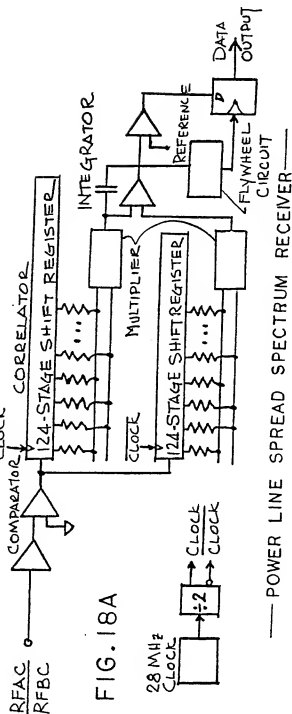 RFAC
RFBC
COMPARATOR
CLOCK
CORRELATOR
124-STAGE SHIFT REGISTER
INTEGRATOR
DATA
OUTPUT
D
REFERENCE
FLYWHEEL
CIRCUIT
MULTIPLIER
CLOCK
124-STAGE SHIFT REGISTER
...
...
FIG. 18A
28 MHz
CLOCK
÷2
CLOCK
CLOCK
POWER LINE SPREAD SPECTRUM RECEIVER